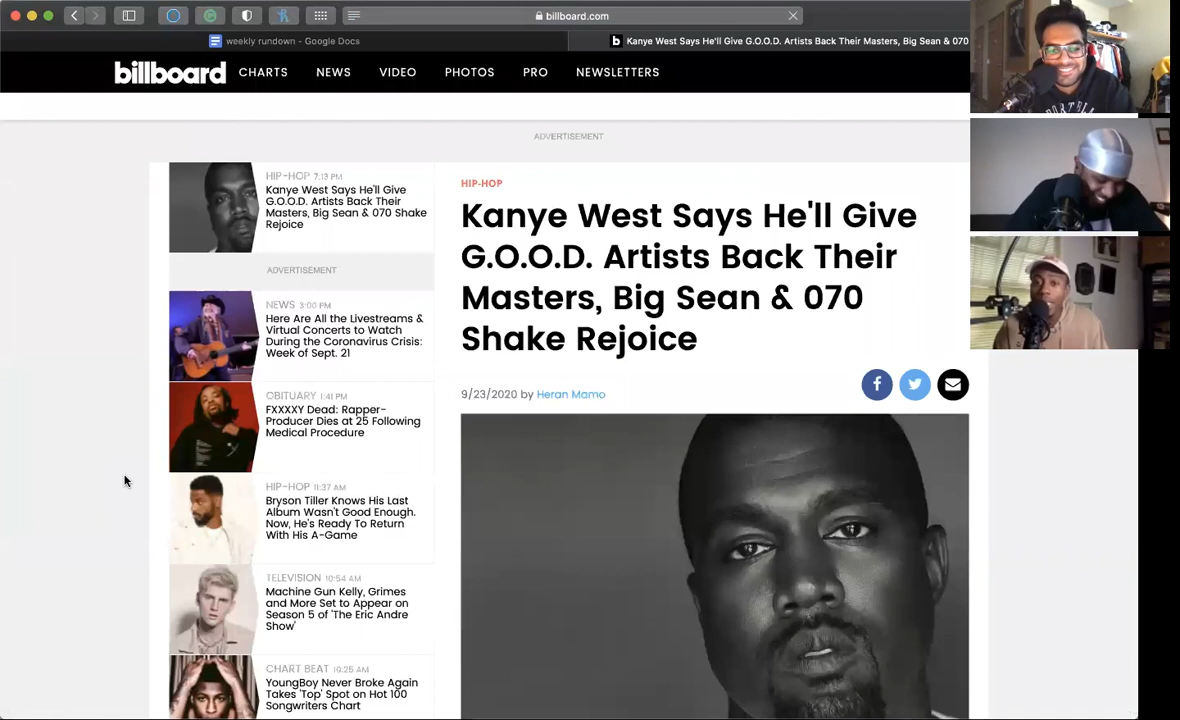 billboard.com
weekly rundown - Google Docs
b Kanye West Says He'll Give G.O.O.D. Artists Back Their Masters, Big Sean & 070
billboard CHARTS NEWS VIDEO PHOTOS PRO NEWSLETTERS
ADVERTISEMENT
HIP-HOP 7:13 PM
Kanye West Says He'll Give
G.O.O.D. Artists Back Their
Masters, Big Sean & 070 Shake
Rejoice
ADVERTISEMENT
NEWS 3:00 PM
Here Are All the Livestreams &
Virtual Concerts to Watch
During the Coronavirus Crisis:
Week of Sept. 21
OBITUARY 1:41 PM
FXXXXY Dead: Rapper-
Producer Dies at 25 Following
Medical Procedure
HIP-HOP 11:37 AM
Bryson Tiller Knows His Last
Album Wasn't Good Enough.
Now, He's Ready To Return
With His A-Game
TELEVISION 10:54 AM
Machine Gun Kelly, Grimes
and More Set to Appear on
Season 5 of 'The Eric Andre
Show'
CHART BEAT 10:25 AM
YoungBoy Never Broke Again
Takes 'Top' Spot on Hot 100
Songwriters Chart
HIP-HOP
Kanye West Says He'll Give
G.O.O.D. Artists Back Their
Masters, Big Sean & 070
Shake Rejoice
9/23/2020 by Heran Mamo